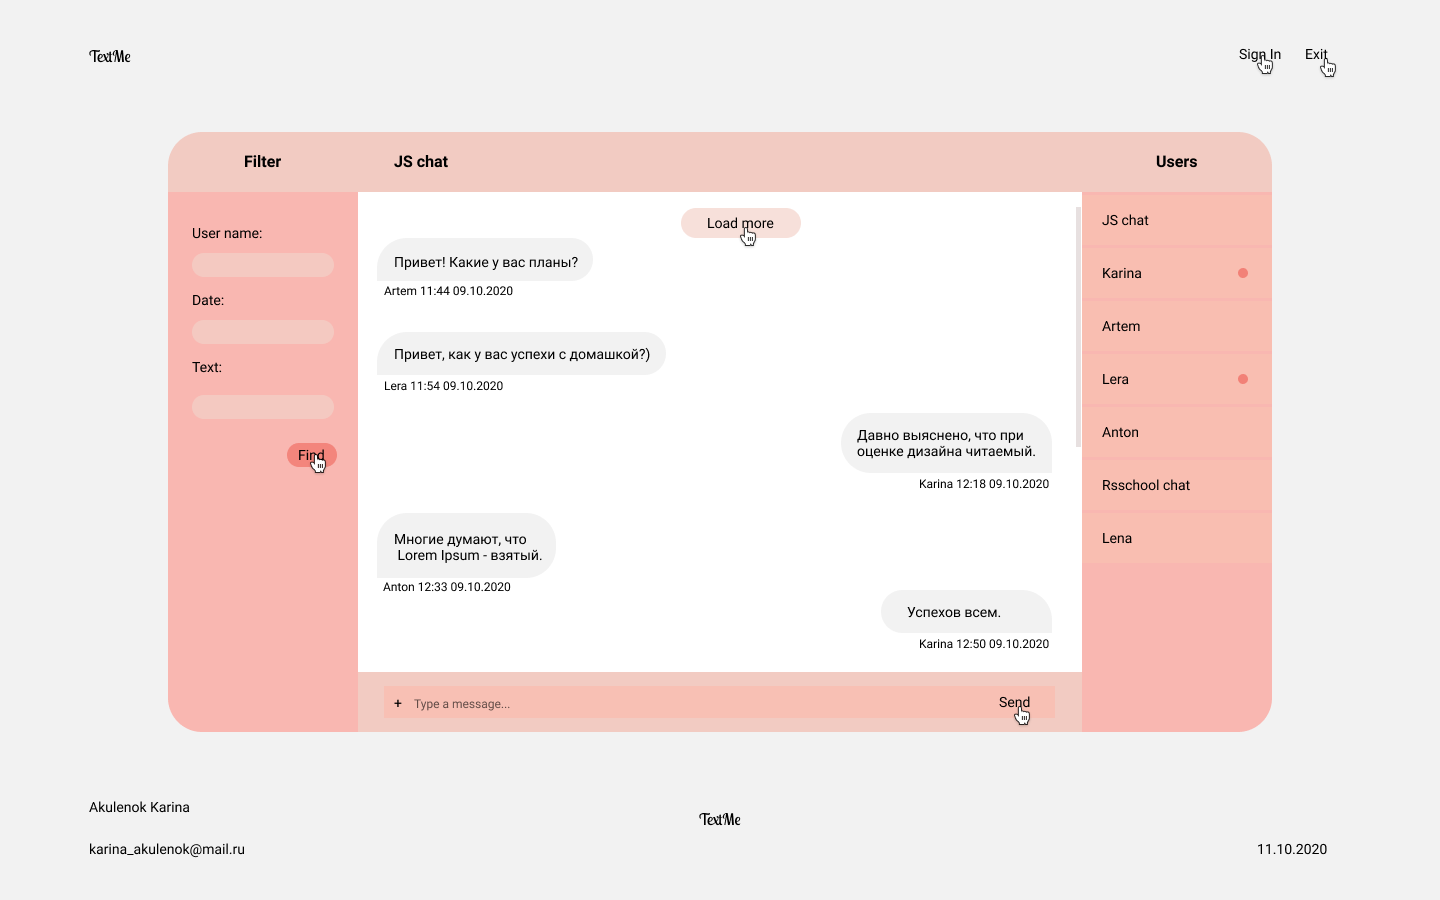 TextMe
Sign In
Exit
Filter
JS chat
Users
User name:
Date:
Text:
Find
Load more
Привет! Какие у вас планы?
Artem 11:44 09.10.2020
Привет, как у вас успехи с домашкой?)
Lera 11:54 09.10.2020
Давно выяснено, что при
оценке дизайна читаемый.
Karina 12:18 09.10.2020
Многие думают, что
Lorem Ipsum - взятый.
Anton 12:33 09.10.2020
Успехов всем.
Karina 12:50 09.10.2020
+ Type a message...
Send
JS chat
Karina
Artem
Lera
Anton
Rsschool chat
Lena
Akulenok Karina
karina_akulenok@mail.ru
TextMe
11.10.2020